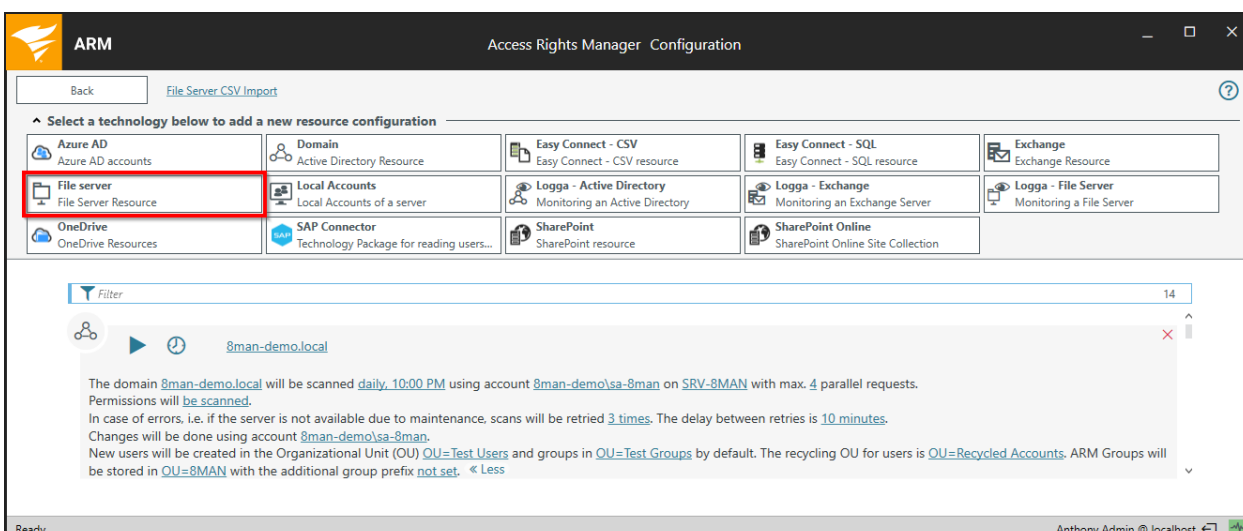 ARM
Access Rights Manager Configuration
Back
File Server CSV Import
?
Select a technology below to add a new resource configuration
Azure AD
Azure AD accounts
Domain
Active Directory Resource
Easy Connect - CSV
Easy Connect - CSV resource
Easy Connect - SQL
Easy Connect - SQL resource
Exchange
Exchange Resource
File server
File Server Resource
Local Accounts
Local Accounts of a server
Logga - Active Directory
Monitoring an Active Directory
Logga - Exchange
Monitoring an Exchange Server
Logga - File Server
Monitoring a File Server
OneDrive
OneDrive Resources
SAP
SAP Connector
Technology Package for reading users...
SharePoint
SharePoint resource
SharePoint Online
SharePoint Online Site Collection
Filter
14
8man-demo.local
The domain 8man-demo.local will be scanned daily, 10:00 PM using account 8man-demo\sa-8man on SRV-8MAN with max. 4 parallel requests.
Permissions will be scanned.
In case of errors, i.e. if the server is not available due to maintenance, scans will be retried 3 times. The delay between retries is 10 minutes.
Changes will be done using account 8man-demo\sa-8man.
New users will be created in the Organizational Unit (OU) OU=Test Users and groups in OU=Test Groups by default. The recycling OU for users is OU=Recycled Accounts. ARM Groups will
be stored in OU=8MAN with the additional group prefix not set. « Less
Ready
Anthony Admin @ localhost